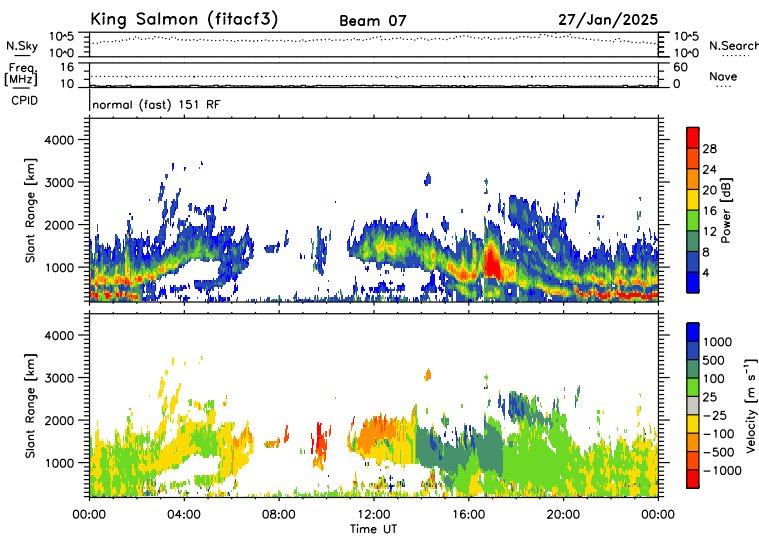 King Salmon (fitacf3) Beam 07 27/Jan/2025
N.Sky 10^5 10^0 10^5 10^0 N.Search
Freq. [MHz] 16 10 60 0 Nave
CPID normal (fast) 151 RF
Slant Range [km] 4000 3000 2000 1000
28 24 20 16 12 8 4 Power [dB]
Slant Range [km] 4000 3000 2000 1000
1000 500 100 25 −25 −100 −500 −1000 Velocity [m s⁻¹]
00:00 04:00 08:00 12:00 16:00 20:00 00:00
Time UT